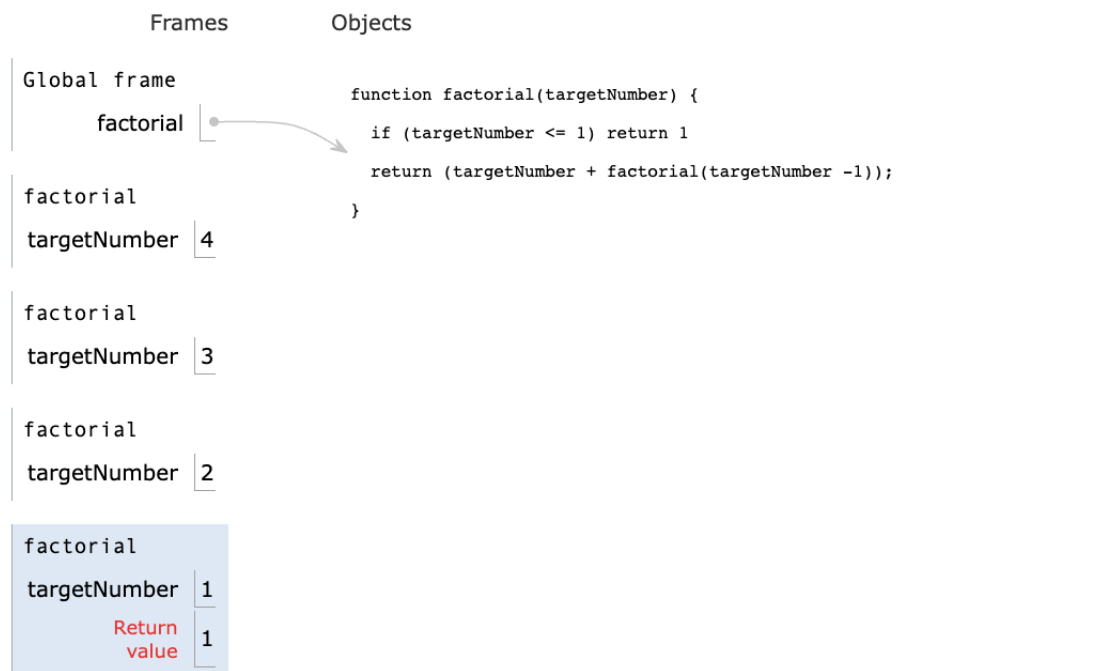 Frames Objects
Global frame
factorial
function factorial(targetNumber) {
if (targetNumber <= 1) return 1
return (targetNumber + factorial(targetNumber -1));
}
factorial
targetNumber 4
factorial
targetNumber 3
factorial
targetNumber 2
factorial
targetNumber 1
Return
value 1